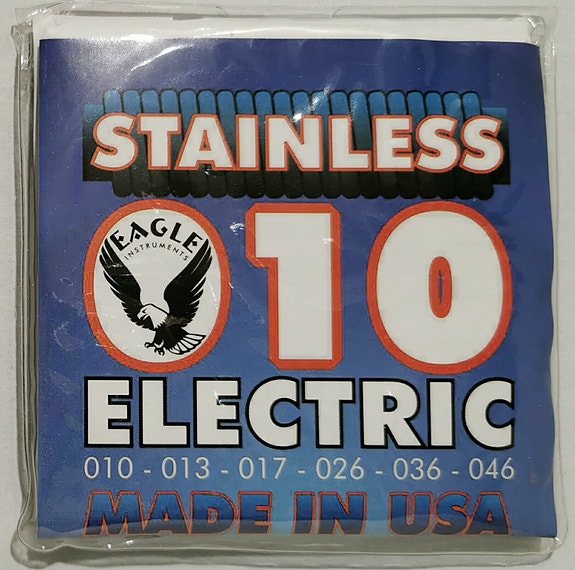 STAINLESS
010
EAGLE
INSTRUMENTS
ELECTRIC
010 - 013 - 017 - 026 - 036 - 046
MADE IN USA